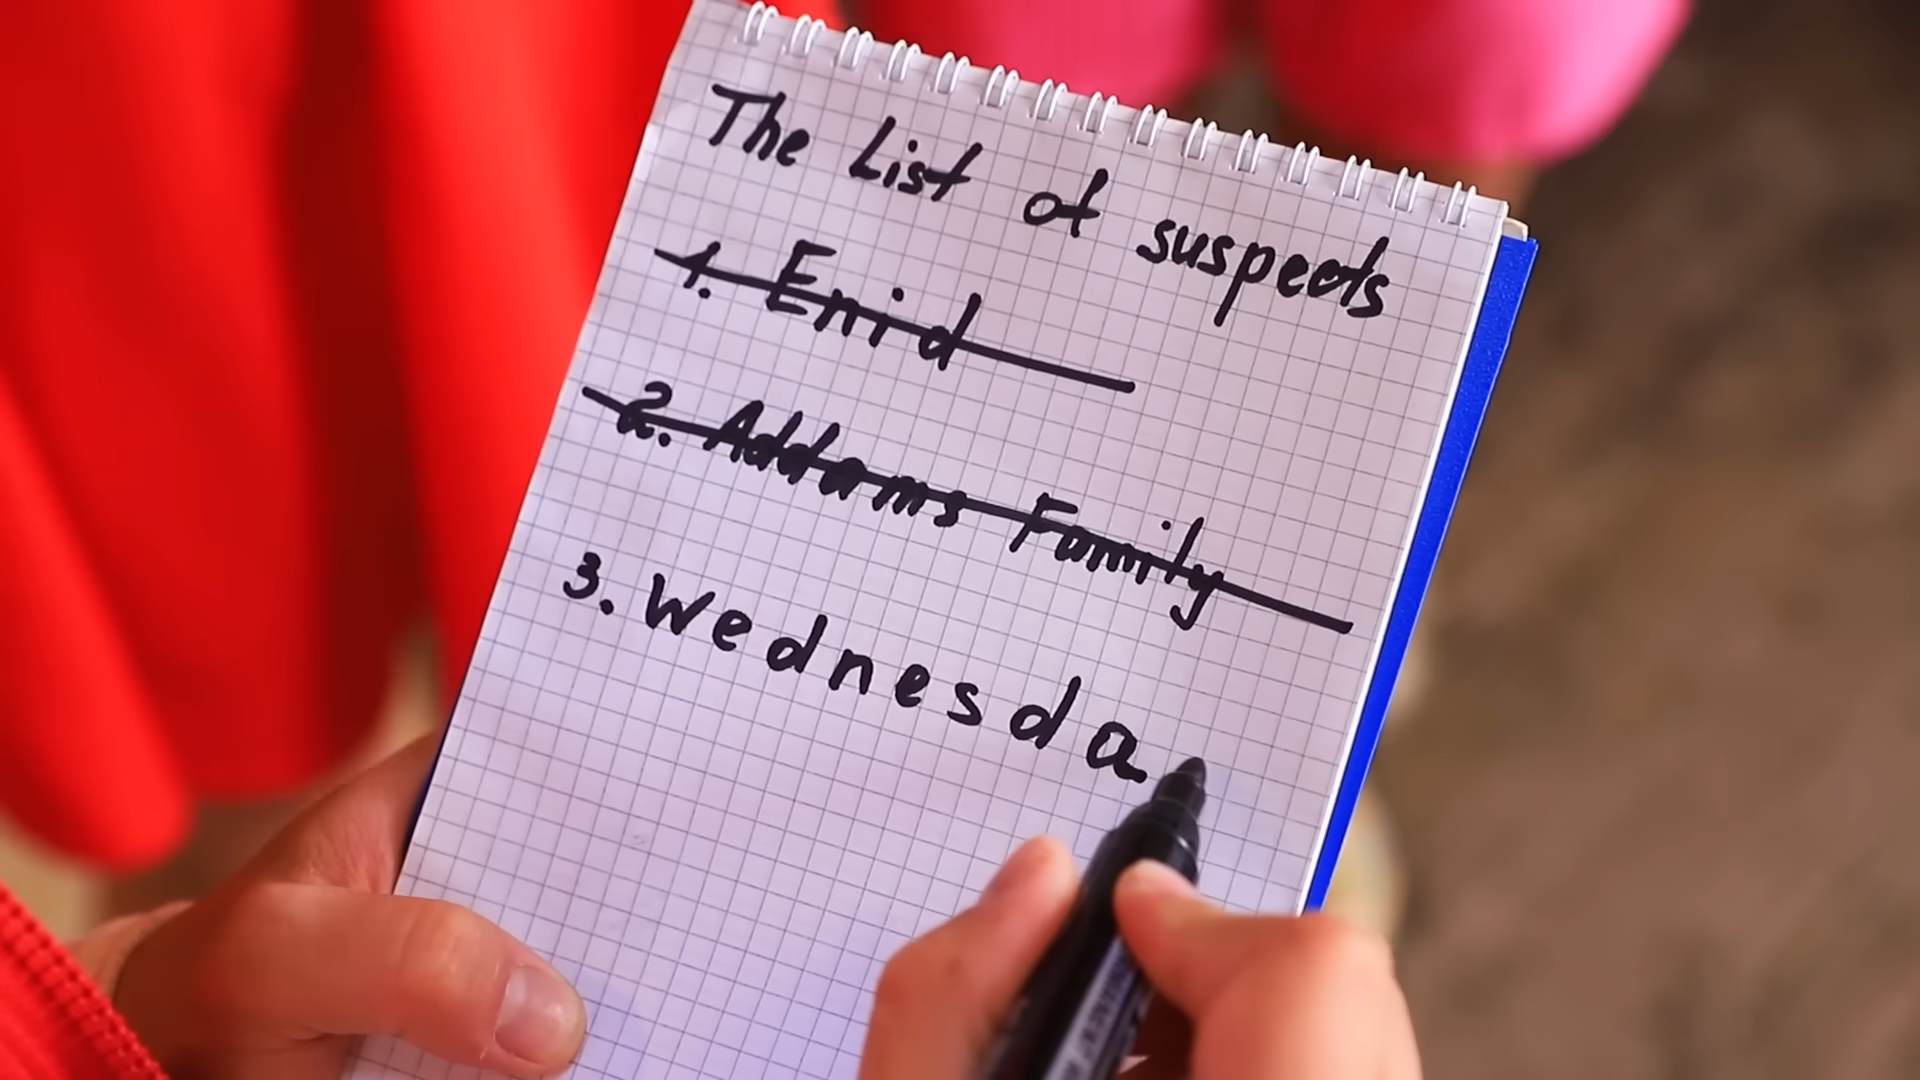 The List of suspects
1. Enid
2. Addams Family
3. Wednesda